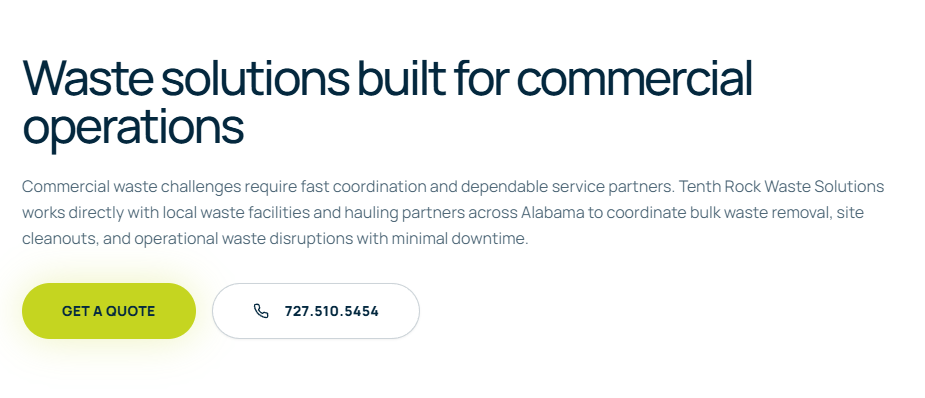 Waste solutions built for commercial
operations
Commercial waste challenges require fast coordination and dependable service partners. Tenth Rock Waste Solutions
works directly with local waste facilities and hauling partners across Alabama to coordinate bulk waste removal, site
cleanouts, and operational waste disruptions with minimal downtime.
GET A QUOTE
727.510.5454